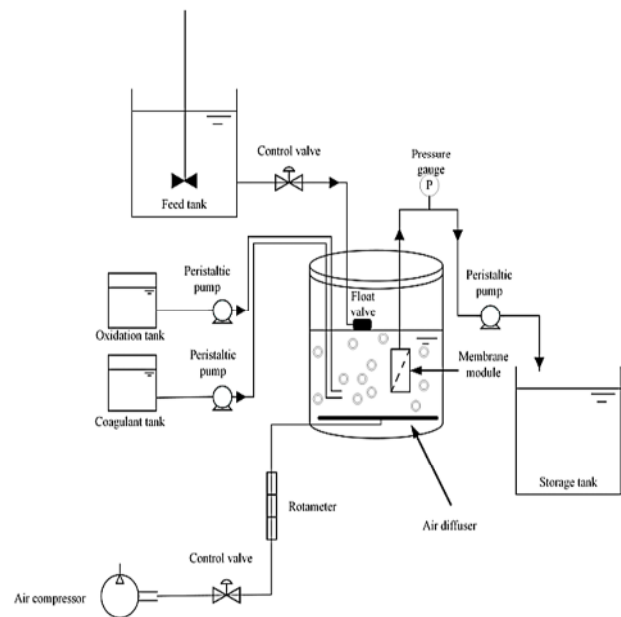 Feed tank
Control valve
Pressure
gauge
P
Peristaltic
pump
Oxidation tank
Float
valve
Peristaltic
pump
Peristaltic
pump
Coagulant tank
Membrane
module
Storage tank
Rotameter
Air diffuser
Control valve
Air compressor